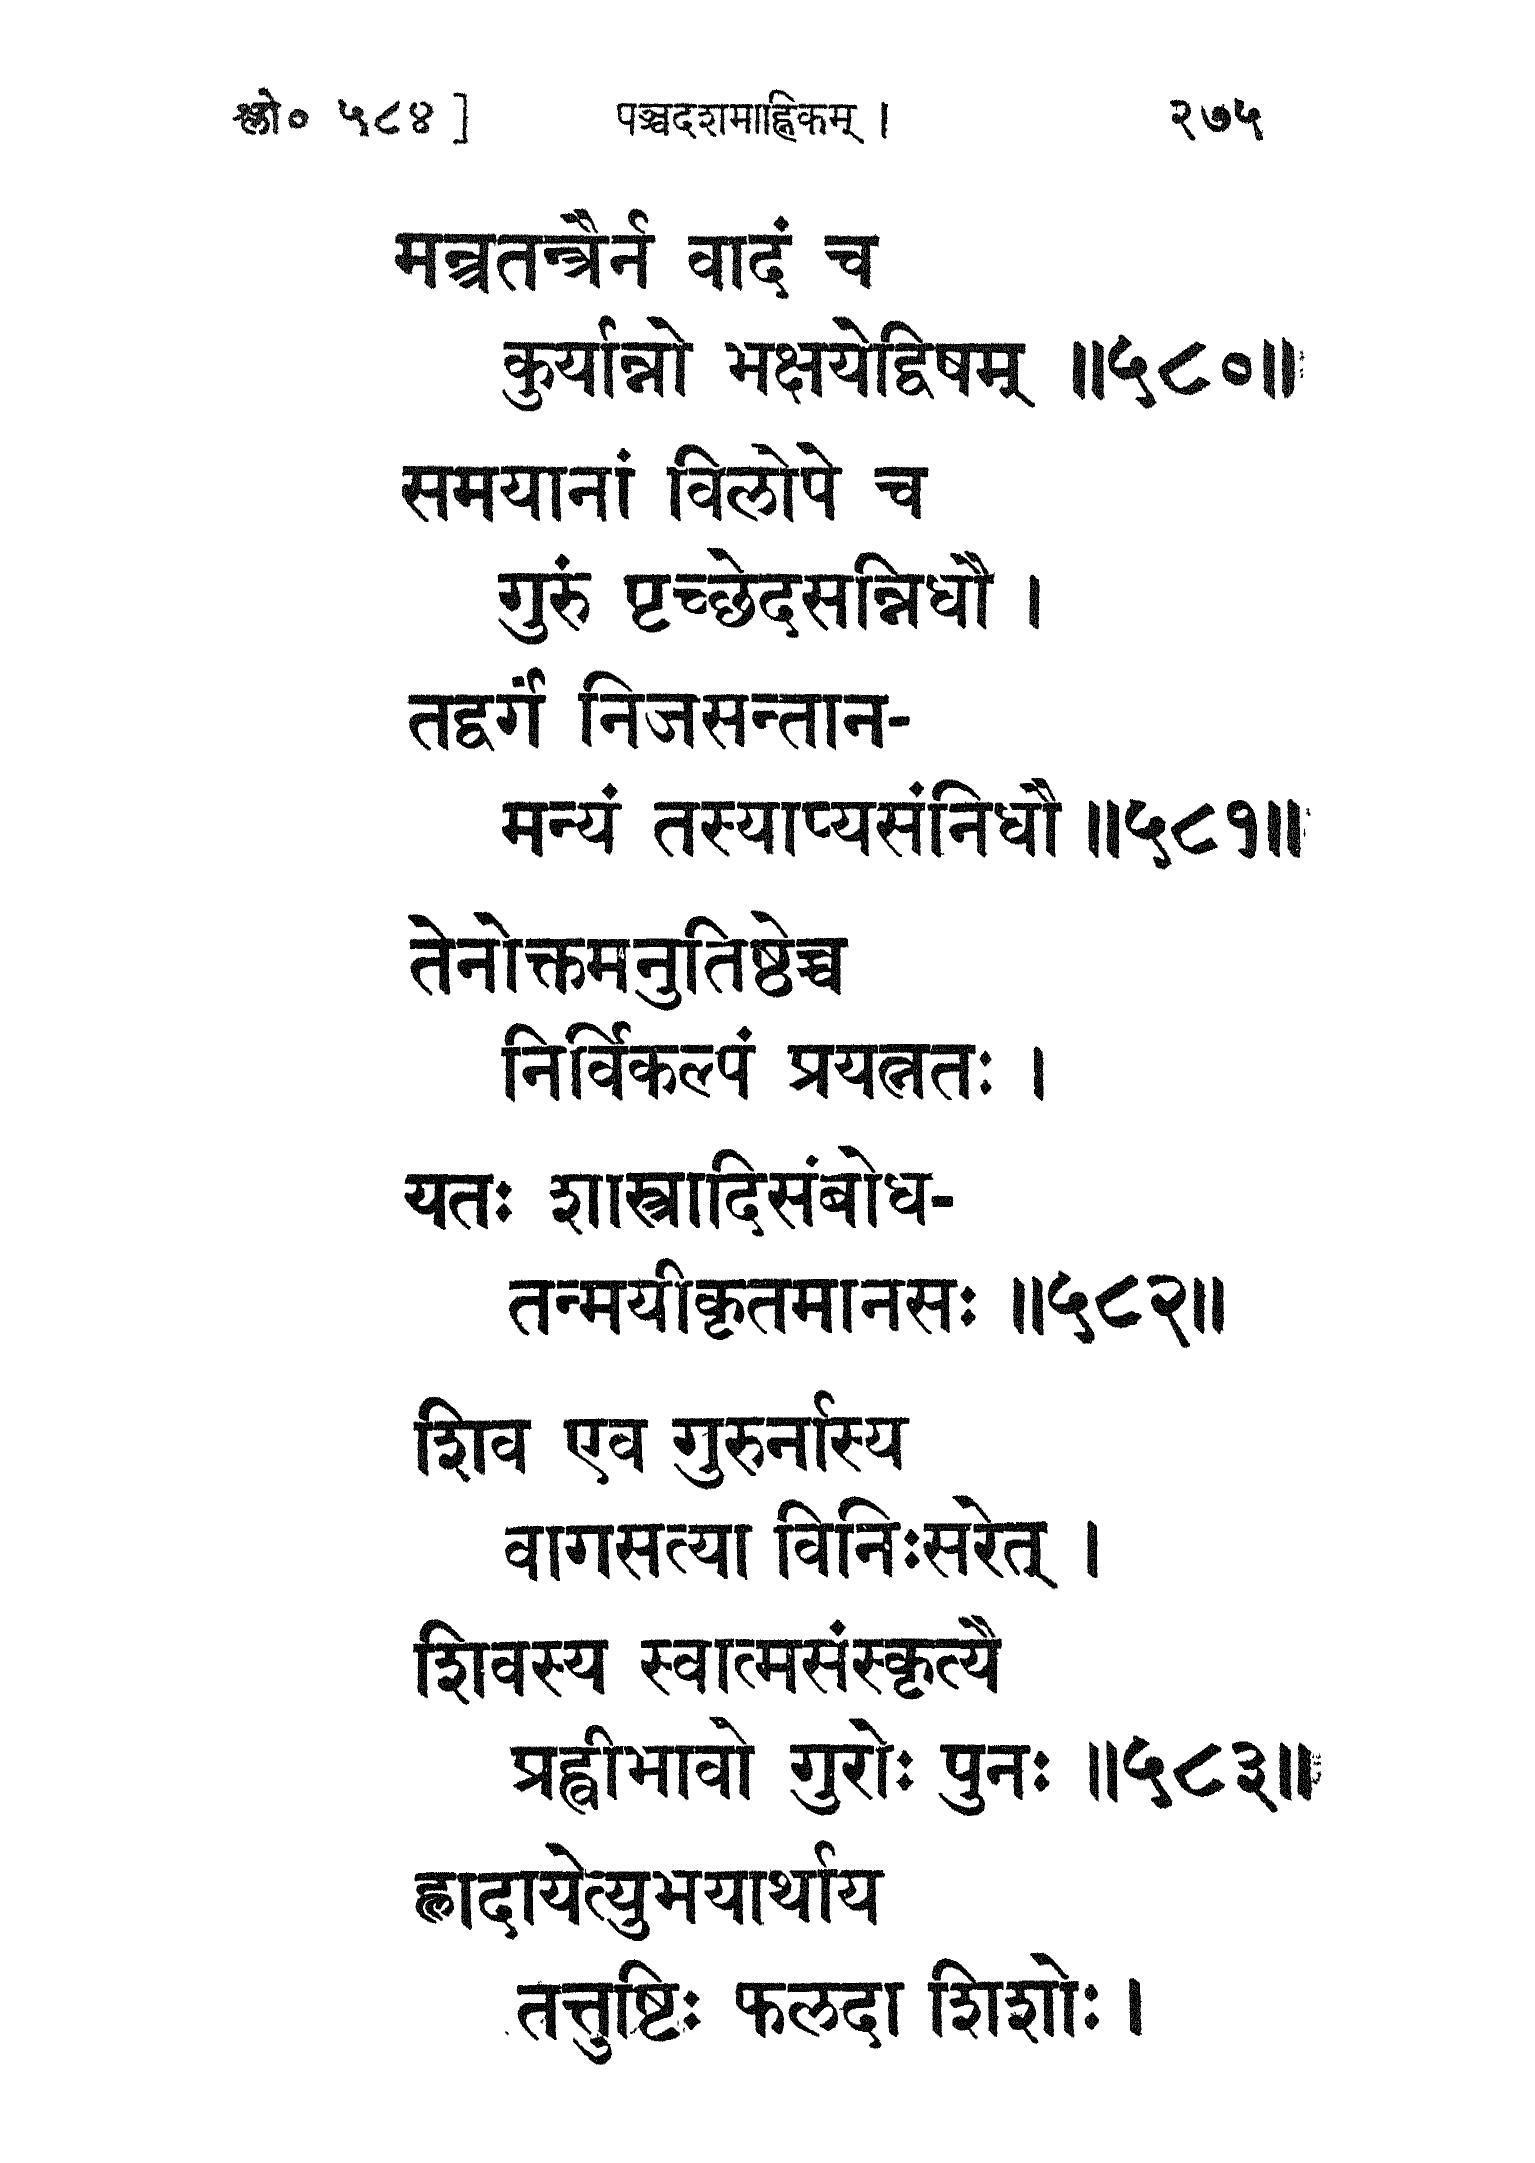 श्लो० ५८४] पञ्चदशमाह्निकम् । २७५
मन्त्रतन्त्रैर्न वादं च
कुर्यान्नो भक्षयेद्विषम् ॥५८०॥
समयानां विलोपे च
गुरुं पृच्छेदसन्निधौ ।
तद्वर्गं निजसन्तान-
मन्यं तस्याप्यसंनिधौ ॥५८१॥
तेनोक्तमनुतिष्ठेच्च
निर्विकल्पं प्रयत्नतः ।
यतः शास्त्रादिसंबोध-
तन्मयीकृतमानसः ॥५८२॥
शिव एव गुरुर्नास्य
वागसत्या विनिःसरेत् ।
शिवस्य स्वात्मसंस्कृत्यै
प्रह्वीभावो गुरोः पुनः ॥५८३॥
ह्लादायेत्युभयार्थाय
तत्तुष्टिः फलदा शिशोः ।